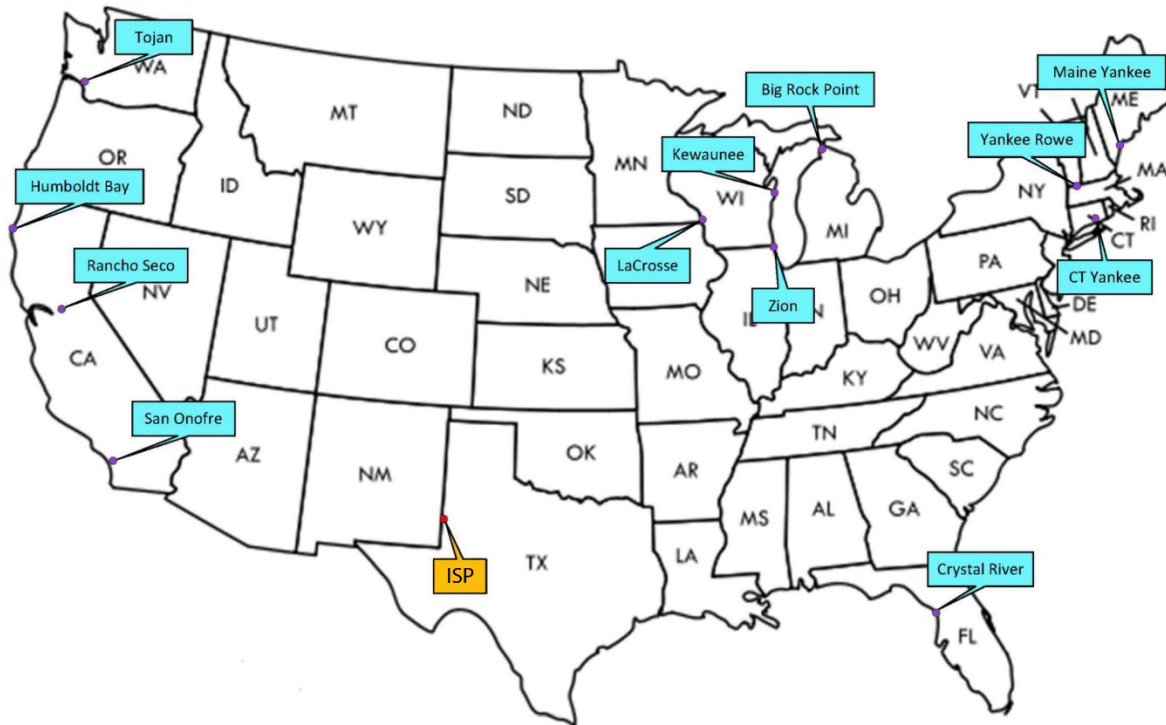 Tojan
WA
MT
ND
MN
Big Rock Point
Maine Yankee
VT
ME
Yankee Rowe
OR
Humboldt Bay
ID
SD
Kewaunee
WI
MA
NY
WY
MI
RI
LaCrosse
CT
Rancho Seco
NV
NE
PA
CT Yankee
Zion
OH
DE
IL
UT
CO
MD
WV
CA
KS
MO
VA
KY
San Onofre
NC
TN
AZ
NM
OK
AR
SC
MS
AL
GA
ISP
TX
LA
Crystal River
FL